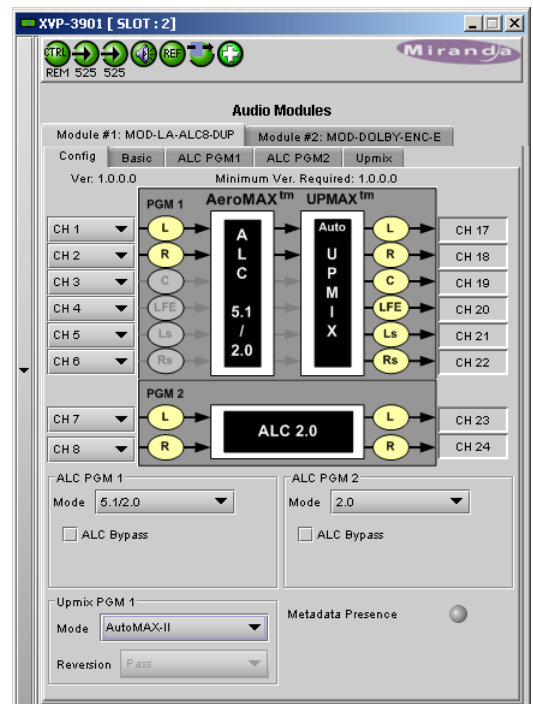 XVP-3901 [ SLOT : 2]
CTRL REF Miranda
REM 525 525
Audio Modules
Module #1: MOD-LA-ALC8-DUP Module #2: MOD-DOLBY-ENC-E
Config Basic ALC PGM1 ALC PGM2 Upmix
Ver: 1.0.0.0 Minimum Ver. Required: 1.0.0.0
PGM 1 AeroMAX tm UPMAX tm
CH 1 L ALC 5.1 / 2.0 Auto UPMIX L CH 17
CH 2 R R CH 18
CH 3 C C CH 19
CH 4 LFE LFE CH 20
CH 5 Ls Ls CH 21
CH 6 Rs Rs CH 22
PGM 2
CH 7 L ALC 2.0 L CH 23
CH 8 R R CH 24
ALC PGM 1 ALC PGM 2
Mode 5.1/2.0 Mode 2.0
ALC Bypass ALC Bypass
Upmix PGM 1
Mode AutoMAX-II Metadata Presence
Reversion Pass